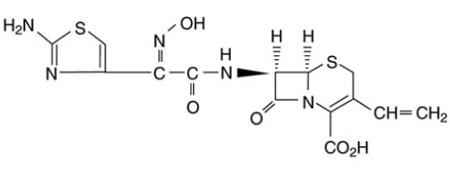 H₂N S N OH H H H
N N
C C N S
O O N CH=CH₂
CO₂H